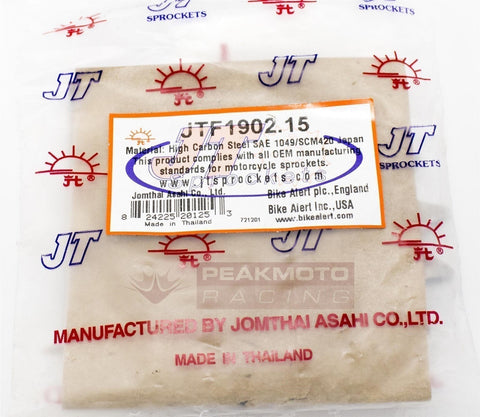 JT
SPROCKETS
JT
JTF1902.15
Material: High Carbon Steel SAE 1049/SCM420 Japan
This product complies with all OEM manufacturing
standards for motorcycle sprockets.
www.jtsprockets.com
Jomthai Asahi Co., Ltd.
Bike Alert plc.,England
8 24225 20125 3
Bike Alert Inc.,USA
Made in Thailand
721201
www.bikealert.com
JT
SPROCKETS
JT
JT
PEAKMOTO
RACING
MANUFACTURED BY JOMTHAI ASAHI CO.,LTD.
MADE IN THAILAND